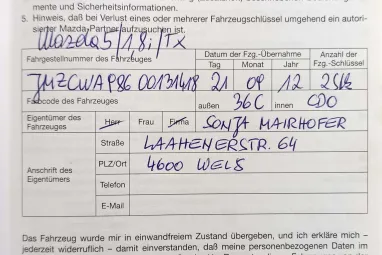 mente und Sicherheitsinformationen.
5. Hinweis, daß bei Verlust eines oder mehrerer Fahrzeugschlüssel umgehend ein autori-
sierter Mazda-Partner aufzusuchen ist.
Mazda 5 / 1,8i / TX
Fahrgestellnummer des Fahrzeuges
Datum der Fzg.-Übernahme
Tag Monat Jahr
Anzahl der Fzg.-Schlüssel
JMZCWAP86 00131418 21 09 12 2Stk
Farbcode des Fahrzeuges außen 36C innen CDO
Eigentümer des Fahrzeuges Herr Frau Firma SONJA MAIRHOFER
Anschrift des Eigentümers
Straße LAAHENERSTR. 64
PLZ/Ort 4600 WELS
Telefon
E-Mail
Das Fahrzeug wurde mir in einwandfreiem Zustand übergeben, und ich erkläre mich –
jederzeit widerruflich – damit einverstanden, daß meine personenbezogenen Daten im